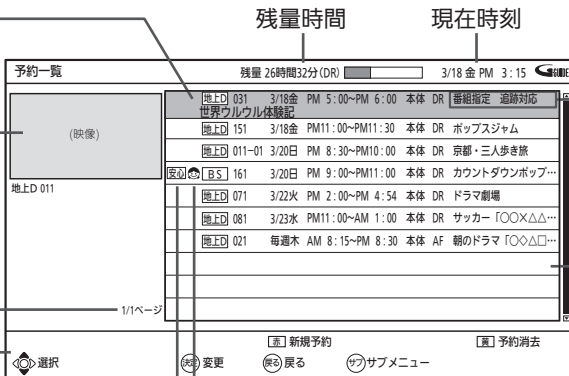 残量時間 現在時刻
予約一覧 残量 26時間32分(DR) 3/18 金 PM 3:15 G-GUIDE
地上D 031 3/18金 PM 5:00~PM 6:00 本体 DR 番組指定 追跡対応
世界ウルウル体験記
(映像)
地上D 011
地上D 151 3/18金 PM11:00~PM11:30 本体 DR ポップスジャム
地上D 011-01 3/20日 PM 8:30~PM10:00 本体 DR 京都・三人歩き旅
安心 BS 161 3/20日 PM 9:00~PM11:00 本体 DR カウントダウンポップ…
地上D 071 3/22火 PM 2:00~PM 4:54 本体 DR ドラマ劇場
地上D 081 3/23水 PM11:00~AM 1:00 本体 DR サッカー「○○×△△…
地上D 021 毎週木 AM 8:15~PM 8:30 本体 AF 朝のドラマ「○◇△□…
1/1ページ
赤 新規予約 黄 予約消去
選択 決定 変更 戻る 戻る サブ サブメニュー